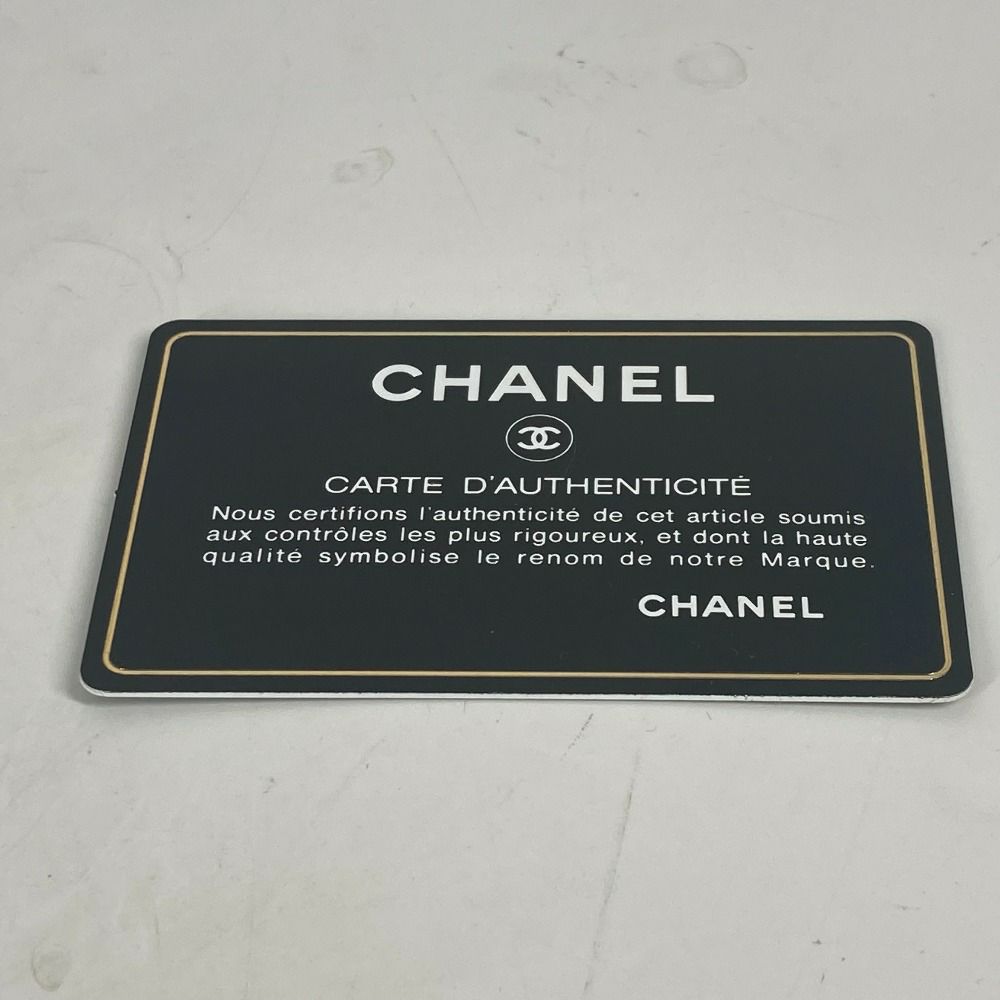 CHANEL
CARTE D'AUTHENTICITÉ
Nous certifions l'authenticité de cet article soumis
aux contrôles les plus rigoureux, et dont la haute
qualité symbolise le renom de notre Marque.
CHANEL